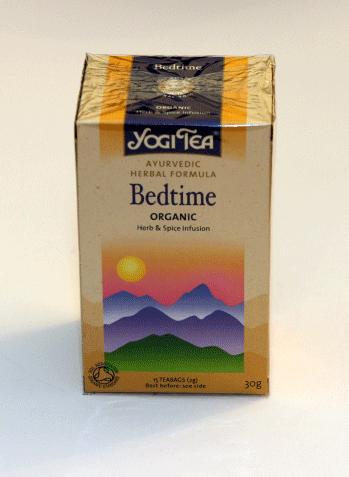 Bedtime
ORGANIC
Herb & Spice Infusion
YOGI TEA
AYURVEDIC
HERBAL FORMULA
Bedtime
ORGANIC
Herb & Spice Infusion
15 TEABAGS (2g)
Best before: see side
30g